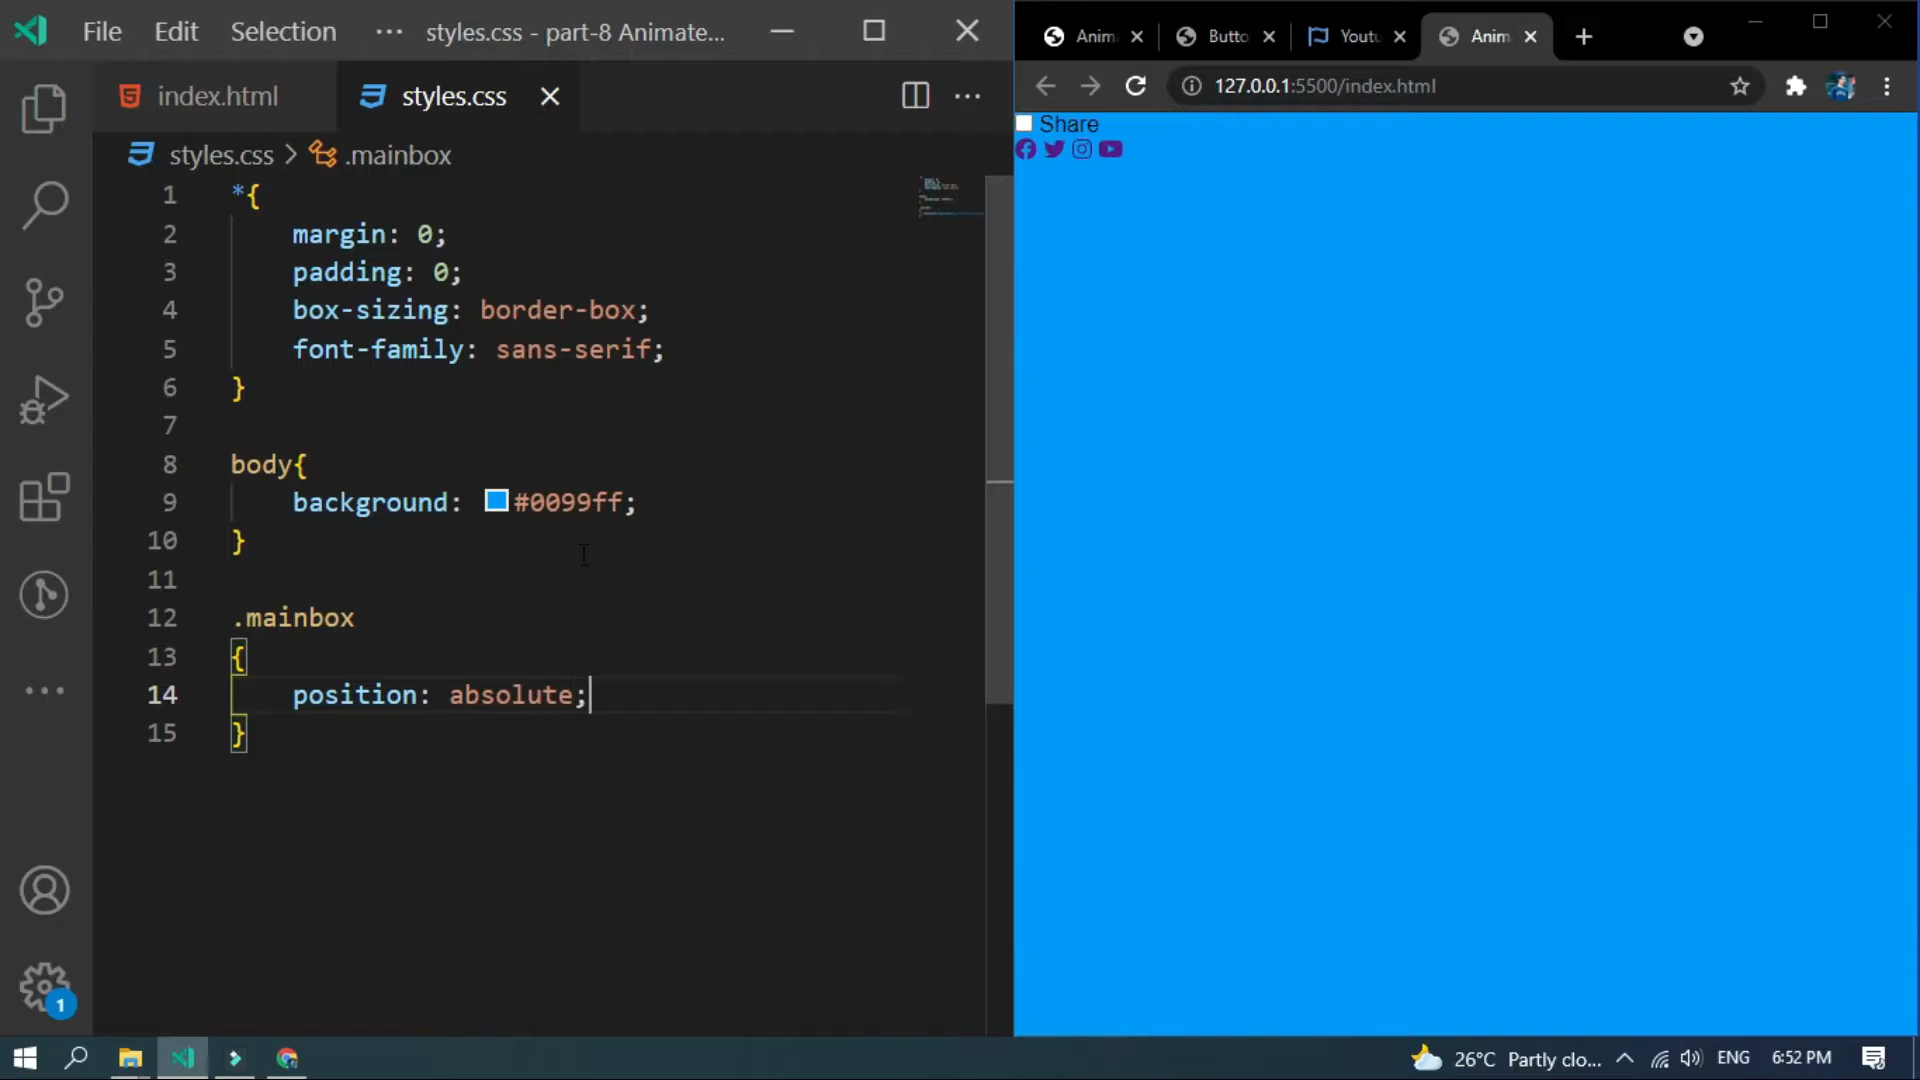 File Edit Selection ··· styles.css - part-8 Animate...
index.html styles.css
styles.css > .mainbox
1 *{
2 margin: 0;
3 padding: 0;
4 box-sizing: border-box;
5 font-family: sans-serif;
6 }
7
8 body{
9 background: #0099ff;
10 }
11
12 .mainbox
13 {
14 position: absolute;
15 }
1
Anim Butto Youtu Anim
127.0.0.1:5500/index.html
Share
26°C Partly clo... ENG 6:52 PM